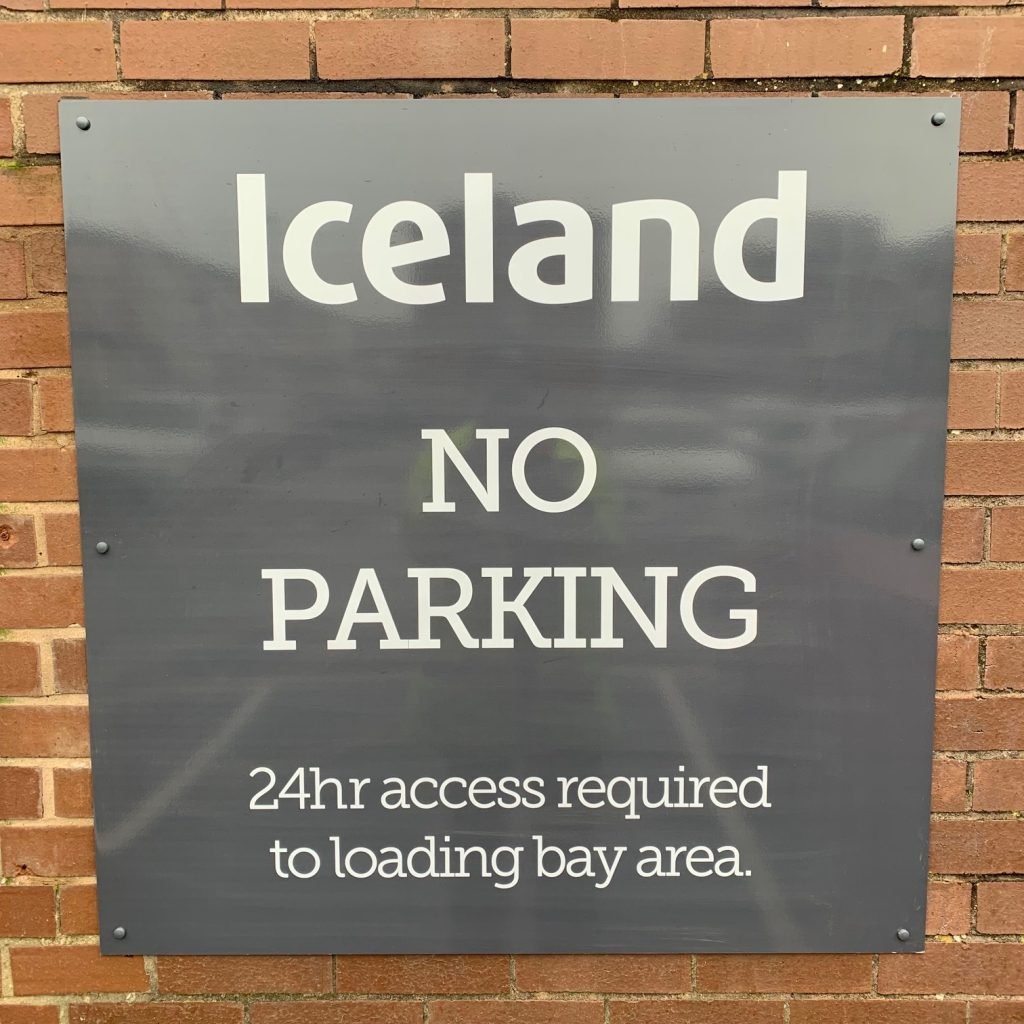 Iceland
NO
PARKING
24hr access required
to loading bay area.